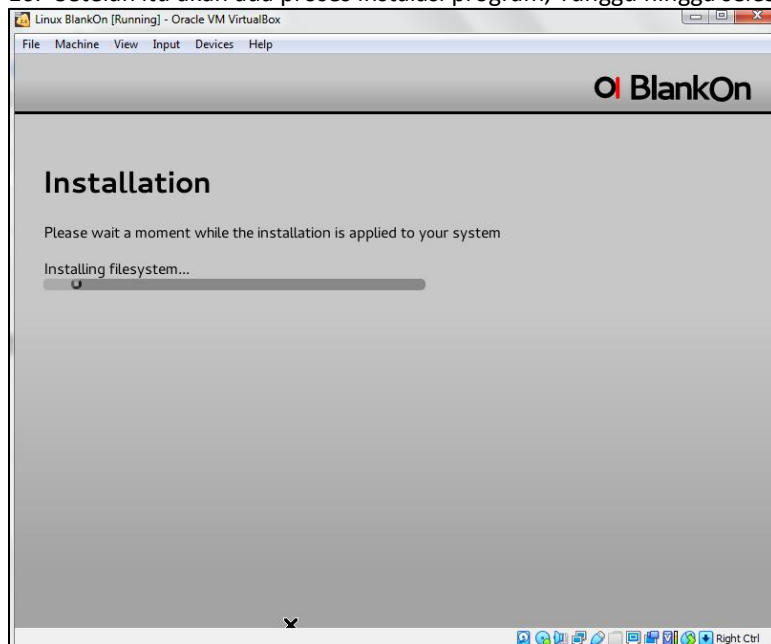 Linux BlankOn [Running] - Oracle VM VirtualBox
File Machine View Input Devices Help
BlankOn
Installation
Please wait a moment while the installation is applied to your system
Installing filesystem...
Right Ctrl